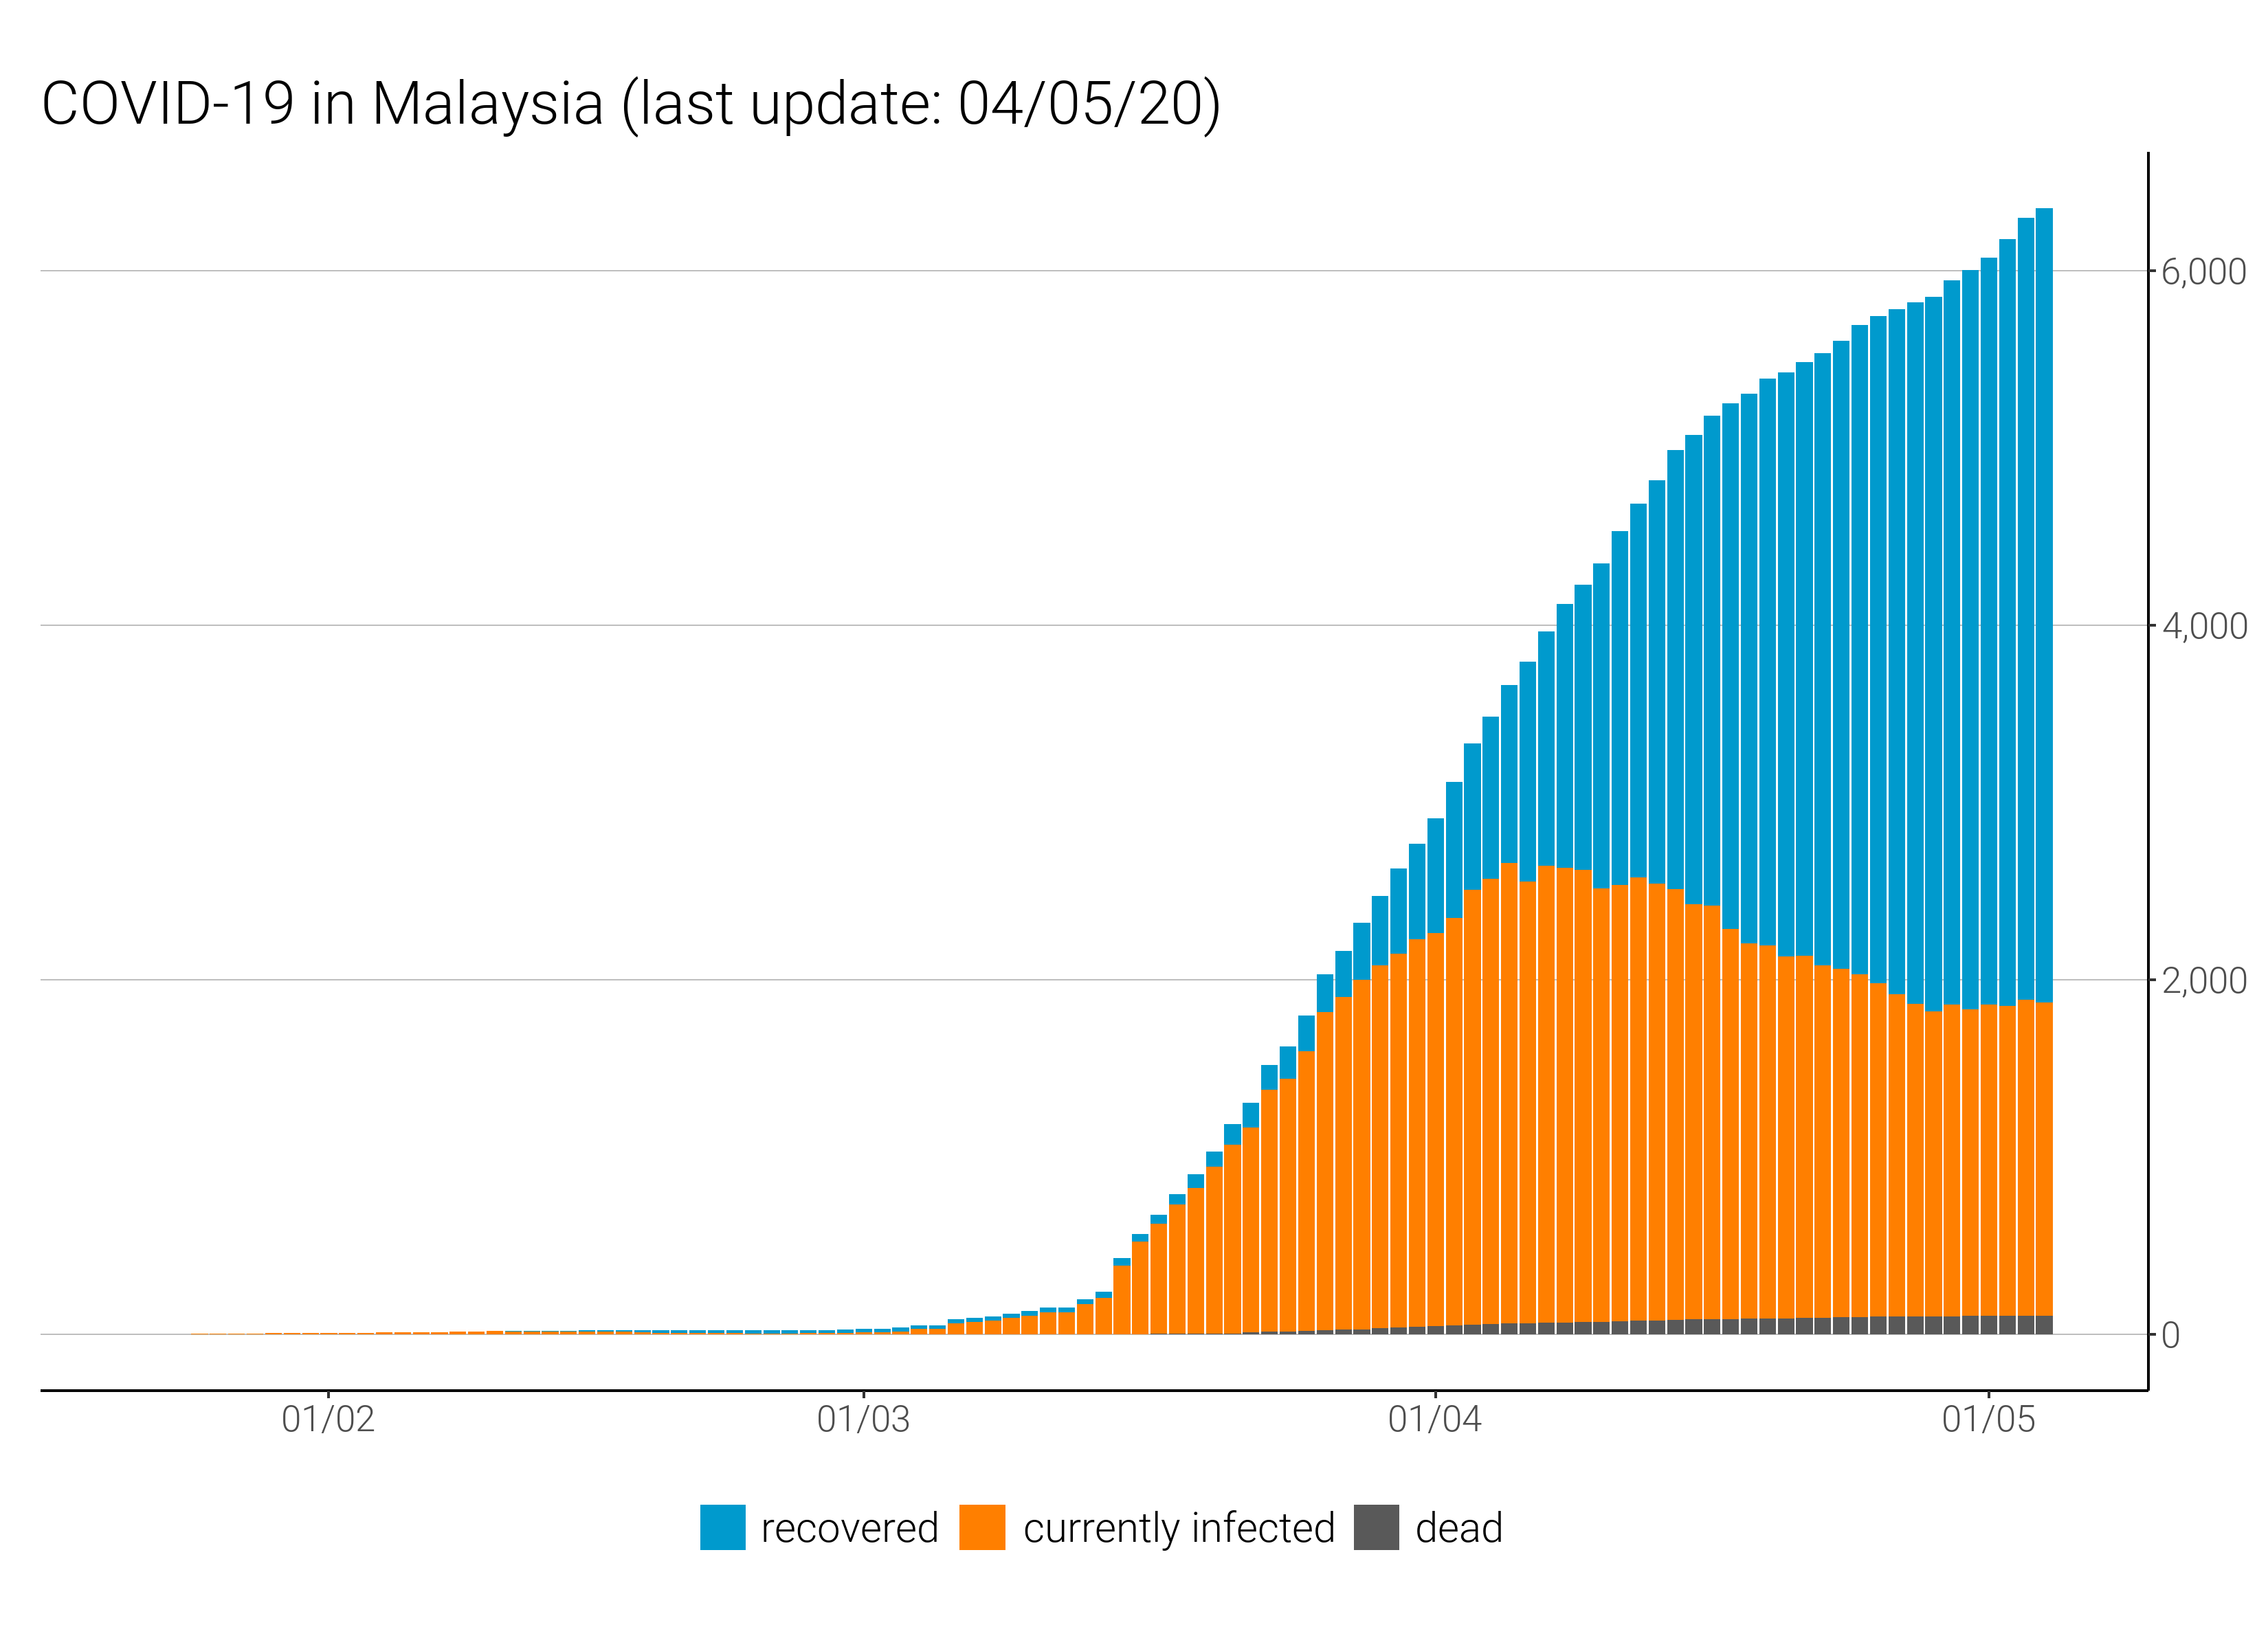 COVID-19 in Malaysia (last update: 04/05/20)
6,000
4,000
2,000
0
01/02 01/03 01/04 01/05
recovered currently infected dead